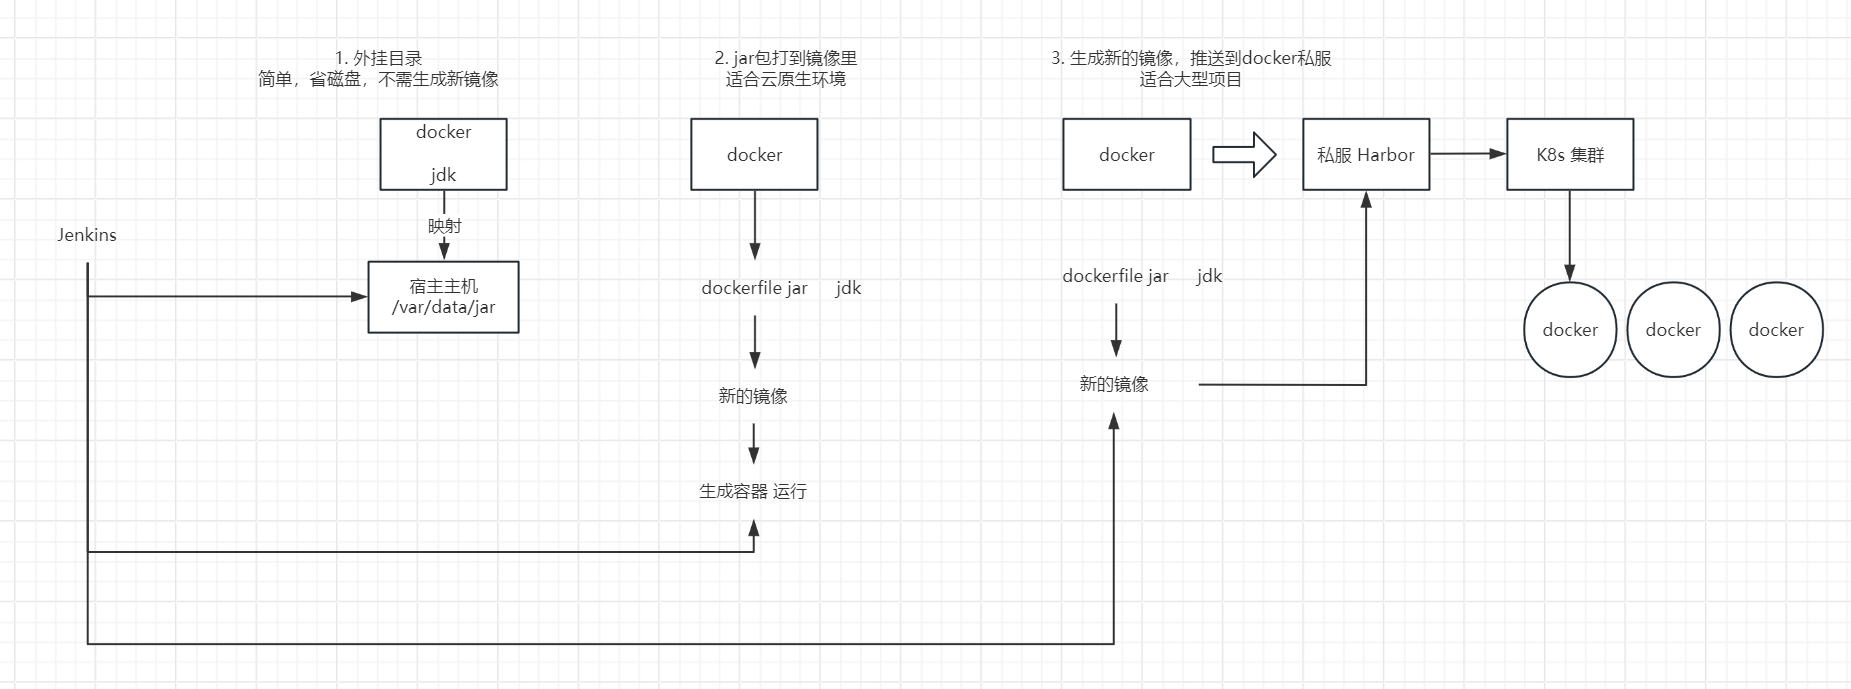 1. 外挂目录
简单，省磁盘，不需生成新镜像
docker
jdk
映射
宿主主机
/var/data/jar
Jenkins
2. jar包打到镜像里
适合云原生环境
docker
dockerfile jar jdk
新的镜像
生成容器 运行
3. 生成新的镜像，推送到docker私服
适合大型项目
docker
私服 Harbor
K8s 集群
dockerfile jar jdk
新的镜像
docker
docker
docker